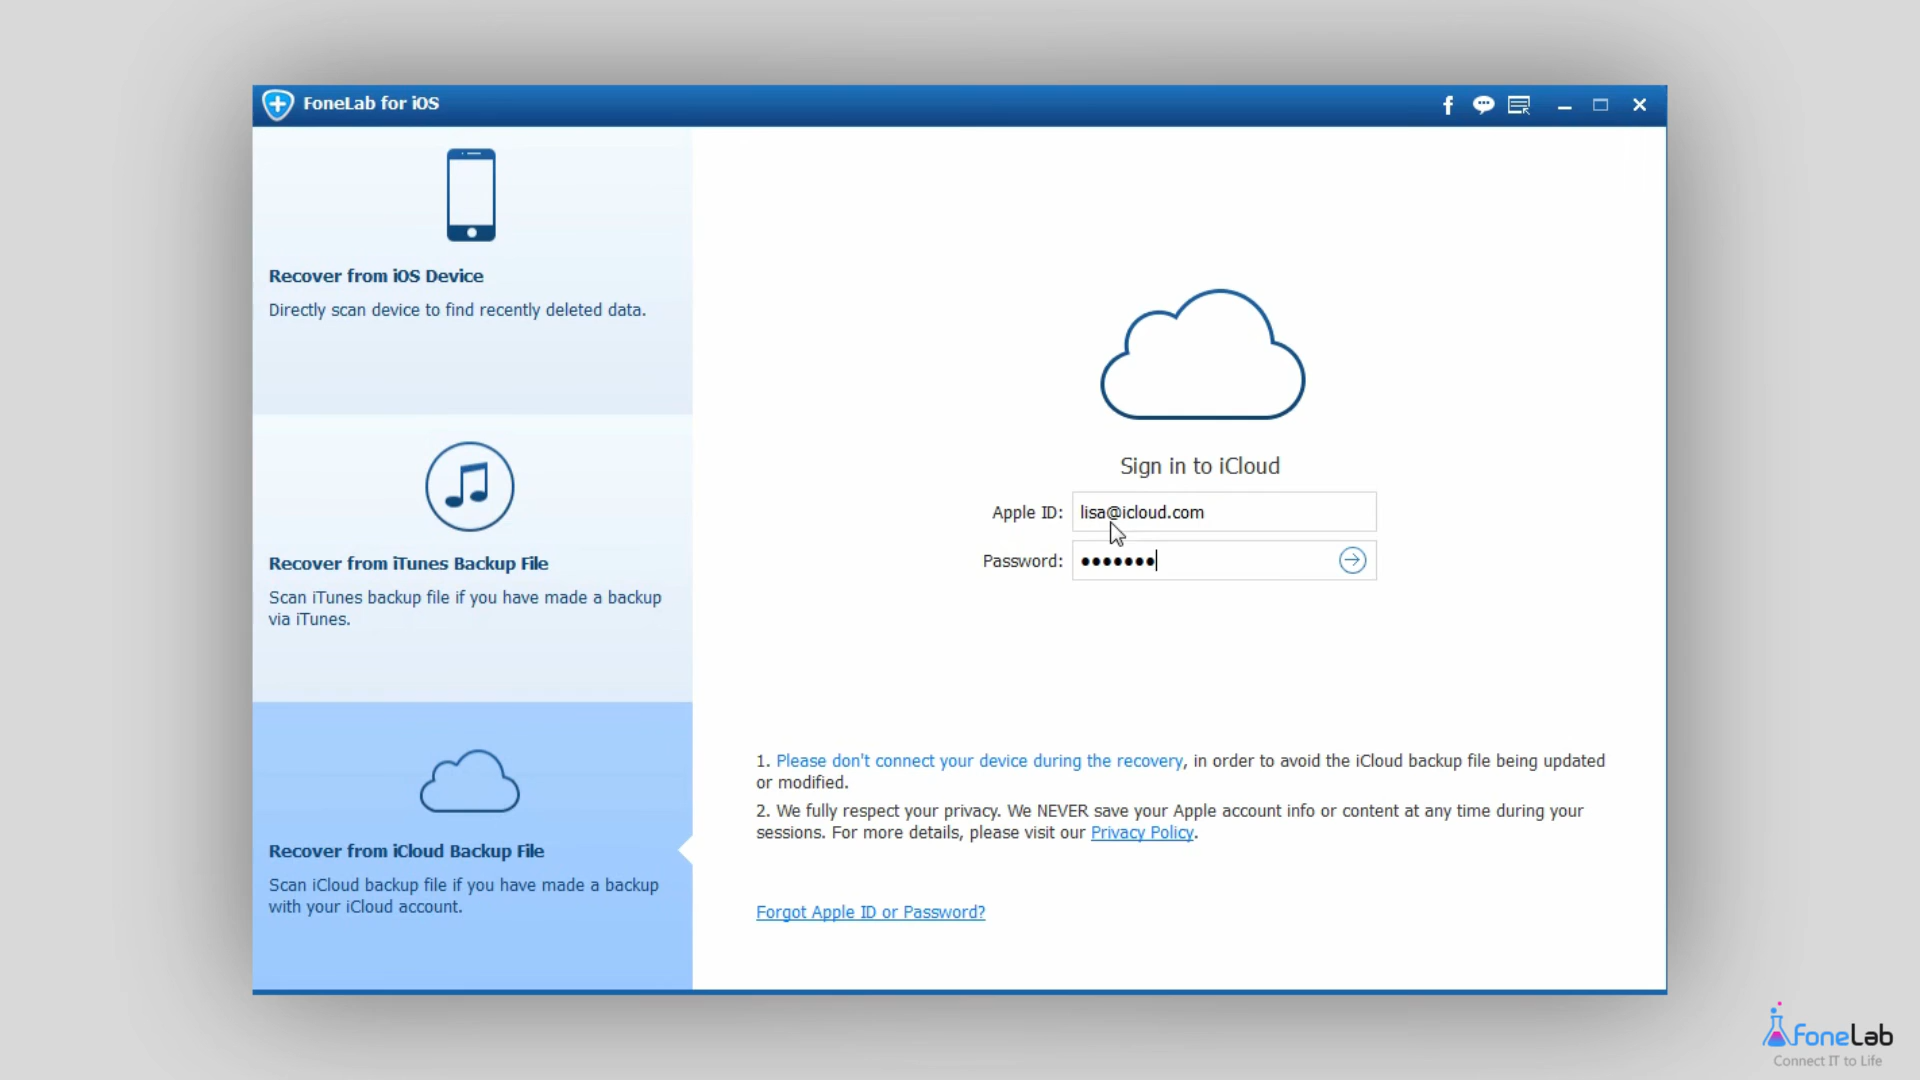 FoneLab for iOS
Recover from iOS Device
Directly scan device to find recently deleted data.
Recover from iTunes Backup File
Scan iTunes backup file if you have made a backup
via iTunes.
Recover from iCloud Backup File
Scan iCloud backup file if you have made a backup
with your iCloud account.
Sign in to iCloud
Apple ID: lisa@icloud.com
Password: ●●●●●●●
1. Please don't connect your device during the recovery, in order to avoid the iCloud backup file being updated
or modified.
2. We fully respect your privacy. We NEVER save your Apple account info or content at any time during your
sessions. For more details, please visit our Privacy Policy.
Forgot Apple ID or Password?
FoneLab
Connect IT to Life